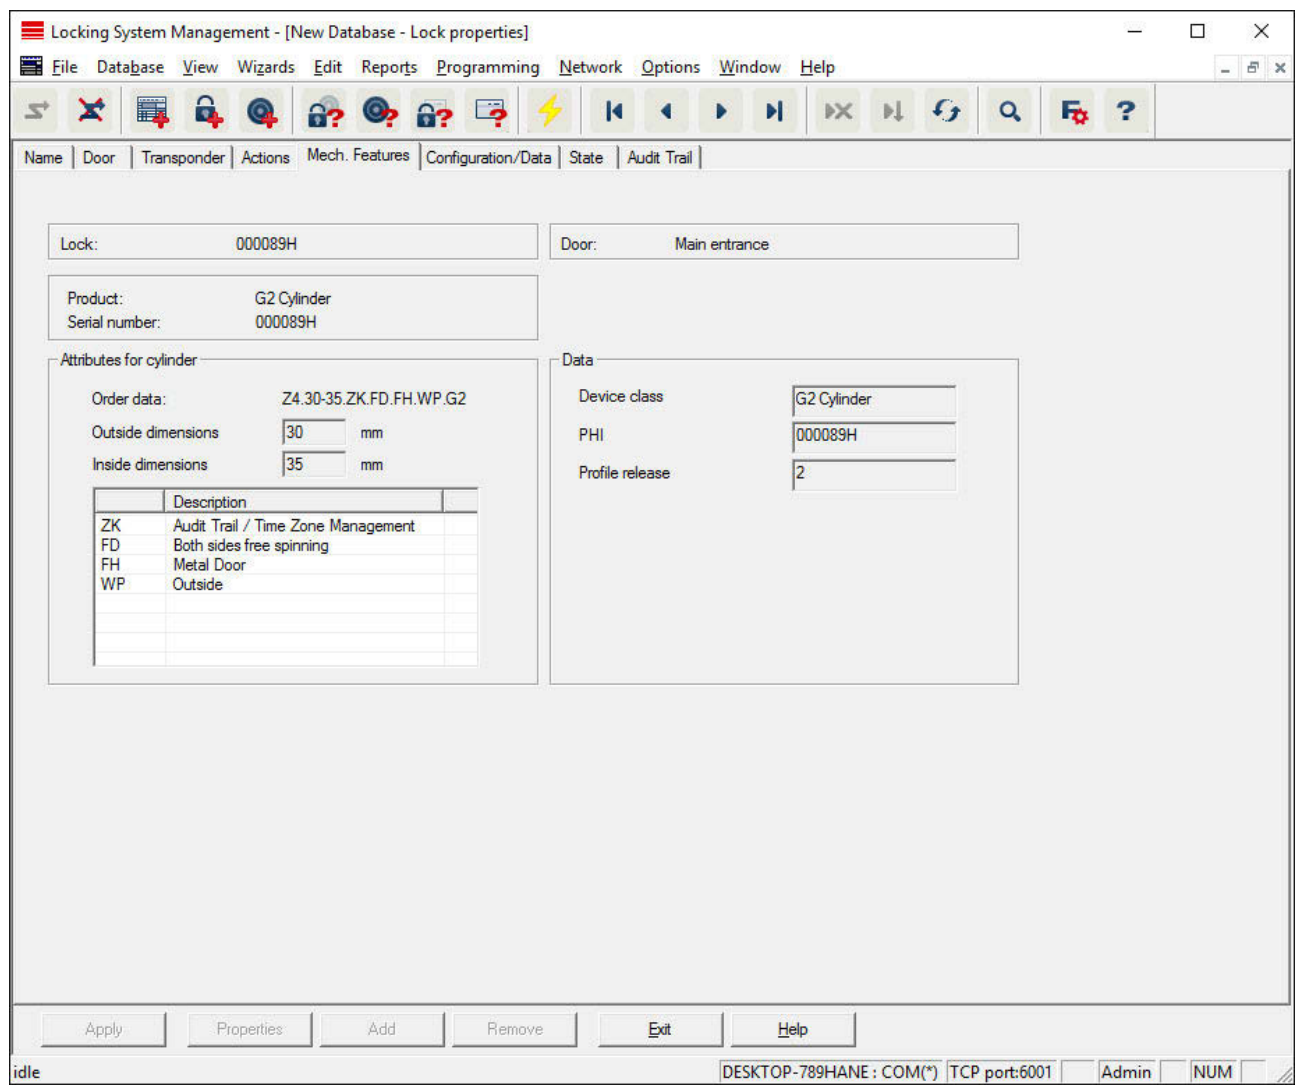 Locking System Management - [New Database - Lock properties]
File Database View Wizards Edit Reports Programming Network Options Window Help
Name Door Transponder Actions Mech. Features Configuration/Data State Audit Trail
Lock: 000089H Door: Main entrance
Product: G2 Cylinder
Serial number: 000089H
Attributes for cylinder Data
Order data: Z4.30-35.ZK.FD.FH.WP.G2 Device class G2 Cylinder
Outside dimensions 30 mm PHI 000089H
Inside dimensions 35 mm Profile release 2
Description
ZK Audit Trail / Time Zone Management
FD Both sides free spinning
FH Metal Door
WP Outside
Apply Properties Add Remove Exit Help
idle DESKTOP-789HANE : COM(*) TCP port:6001 Admin NUM